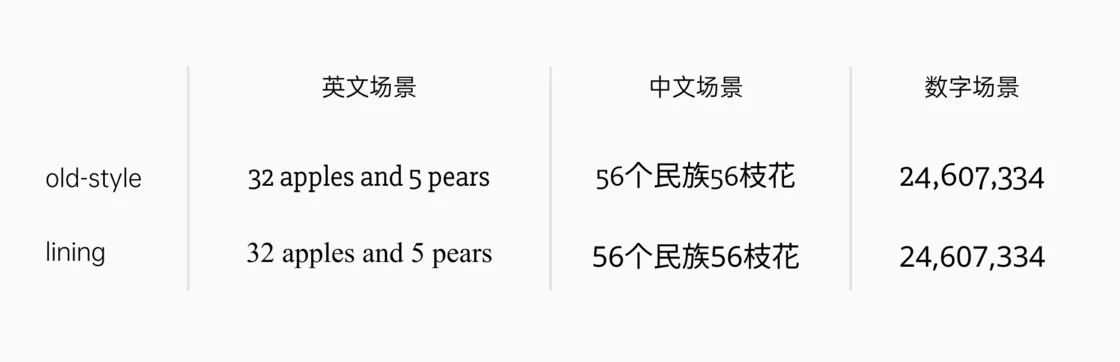 英文场景 中文场景 数字场景
old-style 32 apples and 5 pears 56个民族56枝花 24,607,334
lining 32 apples and 5 pears 56个民族56枝花 24,607,334